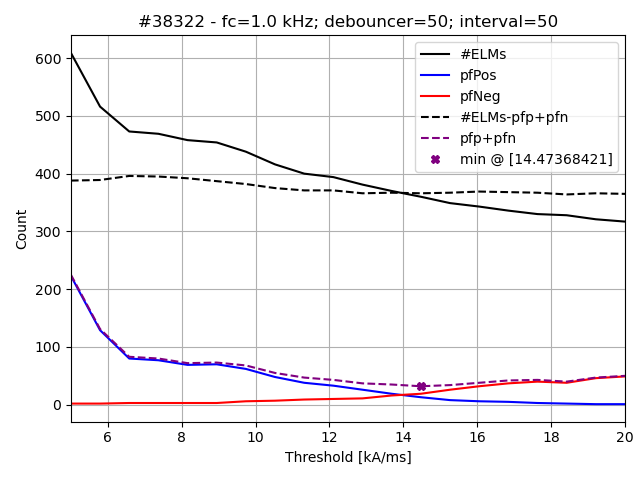 #38322 - fc=1.0 kHz; debouncer=50; interval=50
600
500
400
300
200
100
0
Count
#ELMs
pfPos
pfNeg
#ELMs-pfp+pfn
pfp+pfn
min @ [14.47368421]
6 8 10 12 14 16 18 20
Threshold [kA/ms]